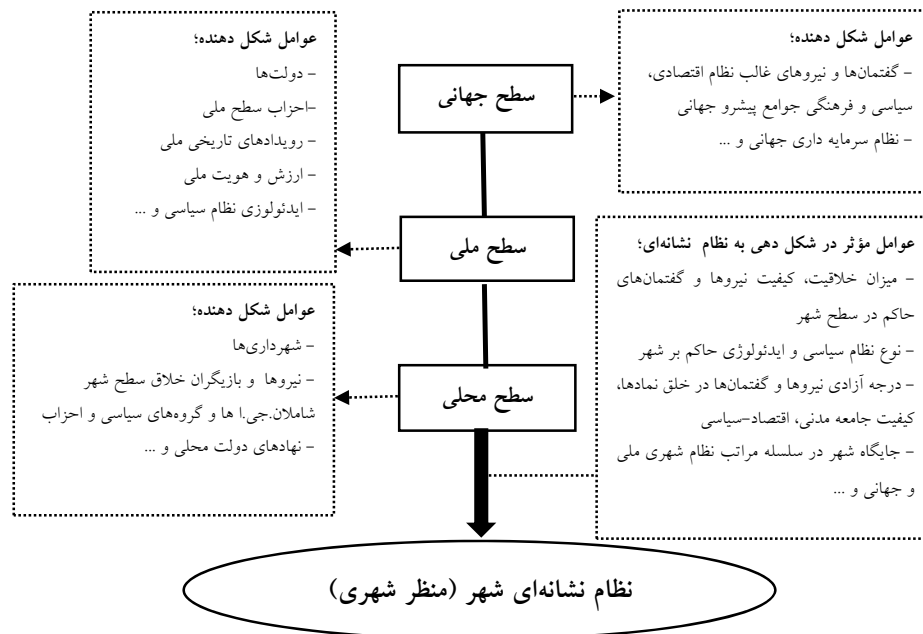 عوامل شکل دهنده؛
– گفتمان‌ها و نیروهای غالب نظام اقتصادی،
سیاسی و فرهنگی جوامع پیشرو جهانی
– نظام سرمایه داری جهانی و ...
سطح جهانی
عوامل شکل دهنده؛
– دولت‌ها
–احزاب سطح ملی
– رویدادهای تاریخی ملی
– ارزش و هویت ملی
– ایدئولوزی نظام سیاسی و ...
سطح ملی
عوامل مؤثر در شکل دهی به نظام نشانه‌ای؛
– میزان خلاقیت، کیفیت نیروها و گفتمان‌های
حاکم در سطح شهر
– نوع نظام سیاسی و ایدئولوژی حاکم بر شهر
– درجه آزادی نیروها و گفتمان‌ها در خلق نمادها،
کیفیت جامعه مدنی، اقتصاد–سیاسی
– جایگاه شهر در سلسله مراتب نظام شهری ملی
و جهانی و ...
سطح محلی
عوامل شکل دهنده؛
– شهرداری‌ها
– نیروها و بازیگران خلاق سطح شهر
شاملان.جی.ا ها و گروه‌های سیاسی و احزاب
– نهادهای دولت محلی و ...
نظام نشانه‌ای شهر (منظر شهری)